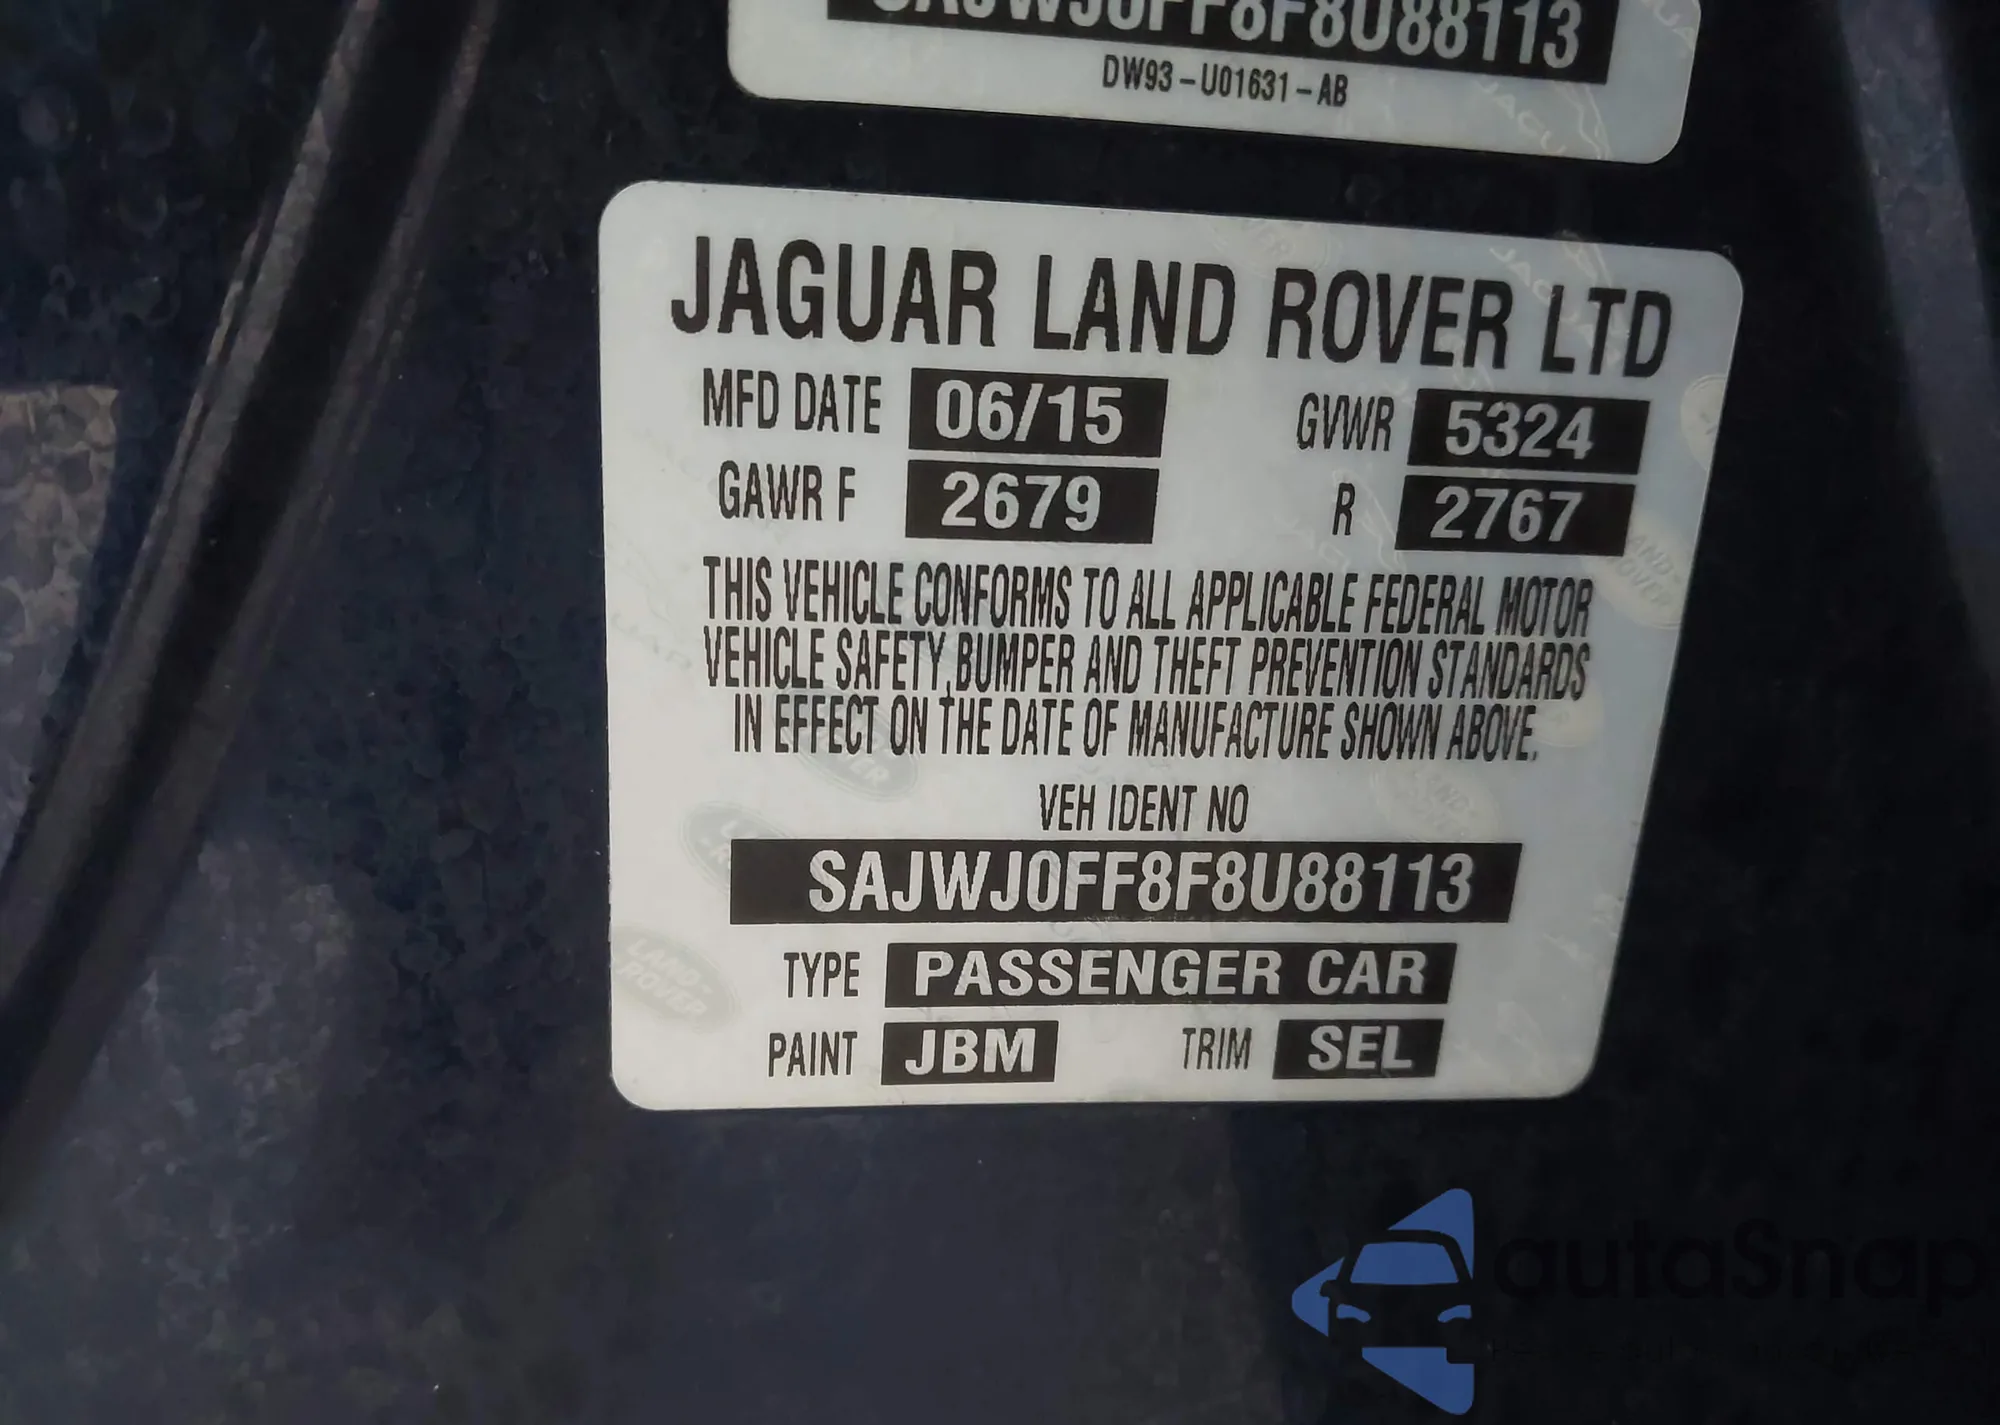 SAJWJ0FF8F8U88113
DW93-U01631-AB
JAGUAR LAND ROVER LTD
MFD DATE 06/15 GVWR 5324
GAWR F 2679 R 2767
THIS VEHICLE CONFORMS TO ALL APPLICABLE FEDERAL MOTOR
VEHICLE SAFETY,BUMPER AND THEFT PREVENTION STANDARDS
IN EFFECT ON THE DATE OF MANUFACTURE SHOWN ABOVE.
VEH IDENT NO
SAJWJ0FF8F8U88113
TYPE PASSENGER CAR
PAINT JBM TRIM SEL
autoSnap